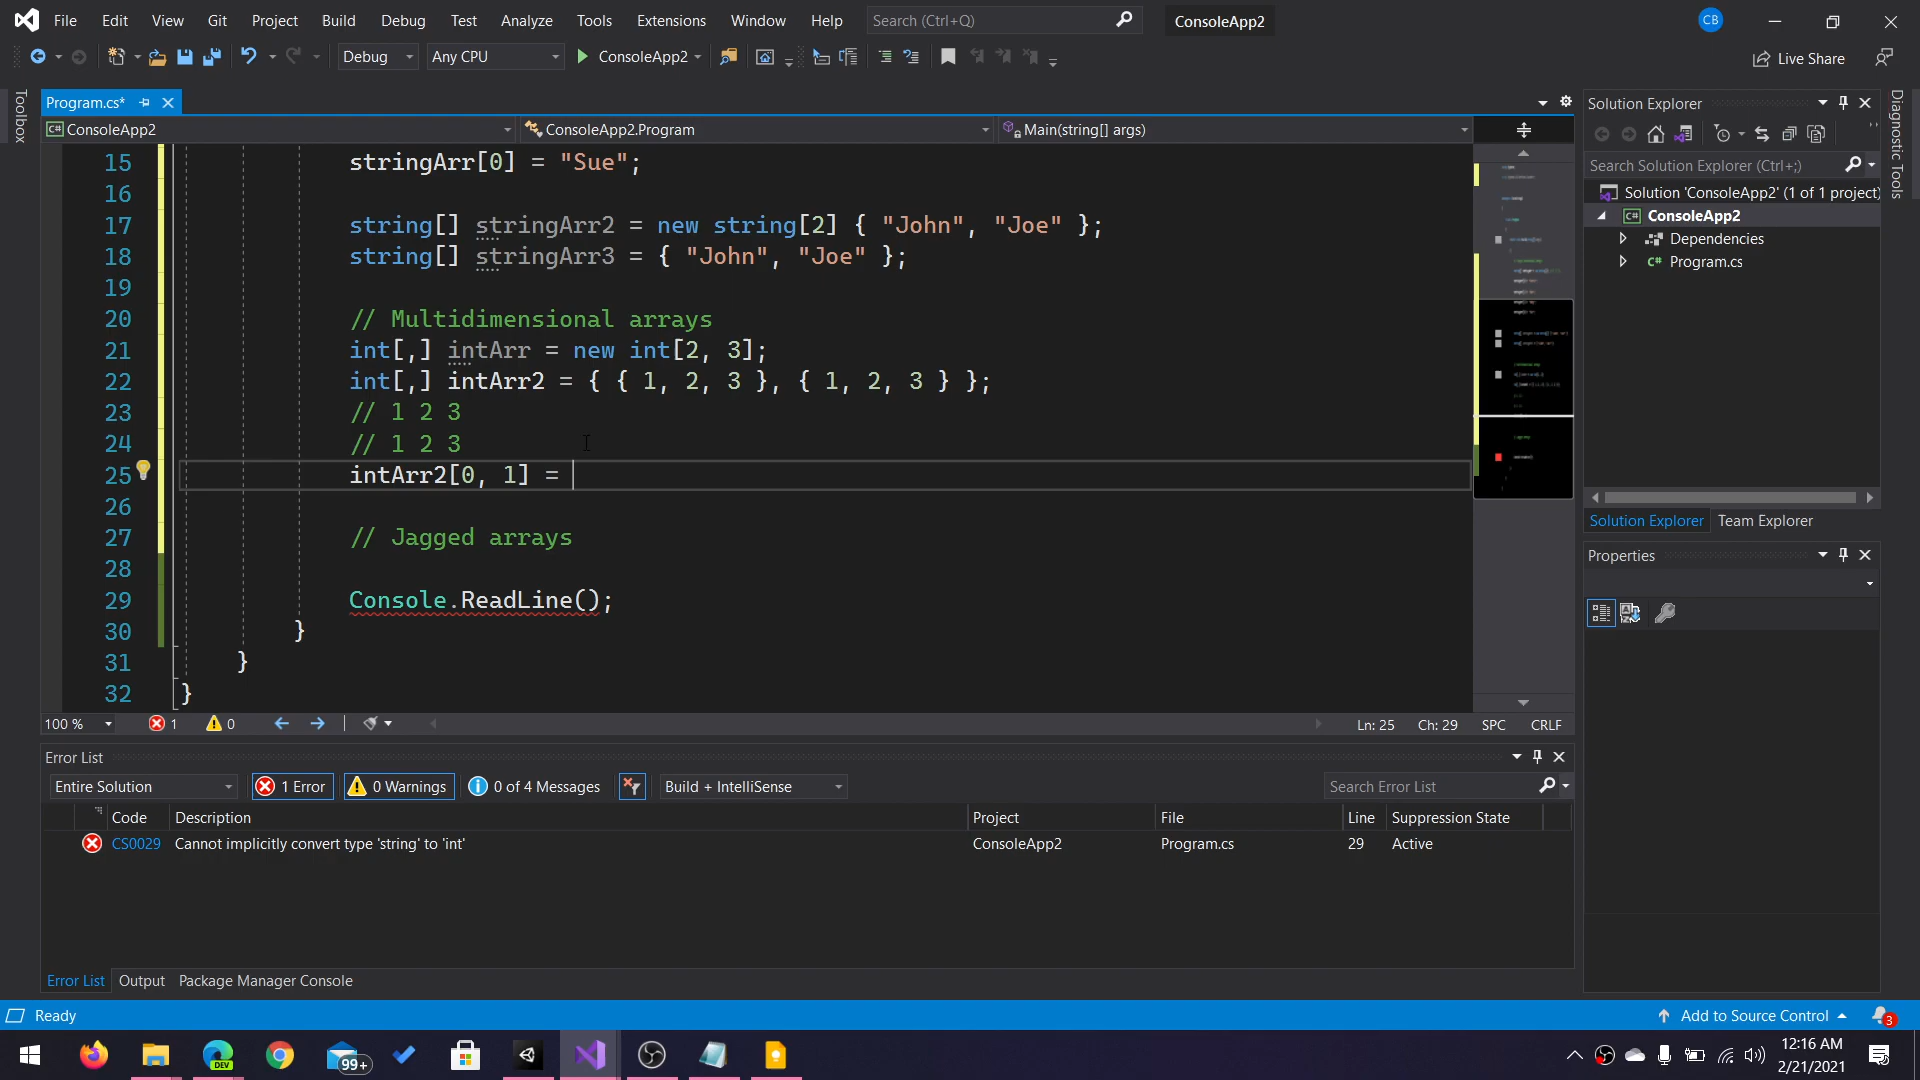 File Edit View Git Project Build Debug Test Analyze Tools Extensions Window Help Search (Ctrl+Q) ConsoleApp2 CB
Debug Any CPU ConsoleApp2 Live Share
Toolbox
Program.cs*
ConsoleApp2 ConsoleApp2.Program Main(string[] args)
15 stringArr[0] = "Sue";
16
17 string[] stringArr2 = new string[2] { "John", "Joe" };
18 string[] stringArr3 = { "John", "Joe" };
19
20 // Multidimensional arrays
21 int[,] intArr = new int[2, 3];
22 int[,] intArr2 = { { 1, 2, 3 }, { 1, 2, 3 } };
23 // 1 2 3
24 // 1 2 3
25 intArr2[0, 1] =
26
27 // Jagged arrays
28
29 Console.ReadLine();
30 }
31 }
32 }
100 % 1 0 Ln: 25 Ch: 29 SPC CRLF
Error List
Entire Solution 1 Error 0 Warnings 0 of 4 Messages Build + IntelliSense Search Error List
Code Description Project File Line Suppression State
CS0029 Cannot implicitly convert type 'string' to 'int' ConsoleApp2 Program.cs 29 Active
Error List Output Package Manager Console
Solution Explorer
Search Solution Explorer (Ctrl+;)
Solution 'ConsoleApp2' (1 of 1 project)
C# ConsoleApp2
Dependencies
C# Program.cs
Solution Explorer Team Explorer
Properties
Diagnostic Tools
Ready Add to Source Control 3
99+ DEV
12:16 AM
2/21/2021